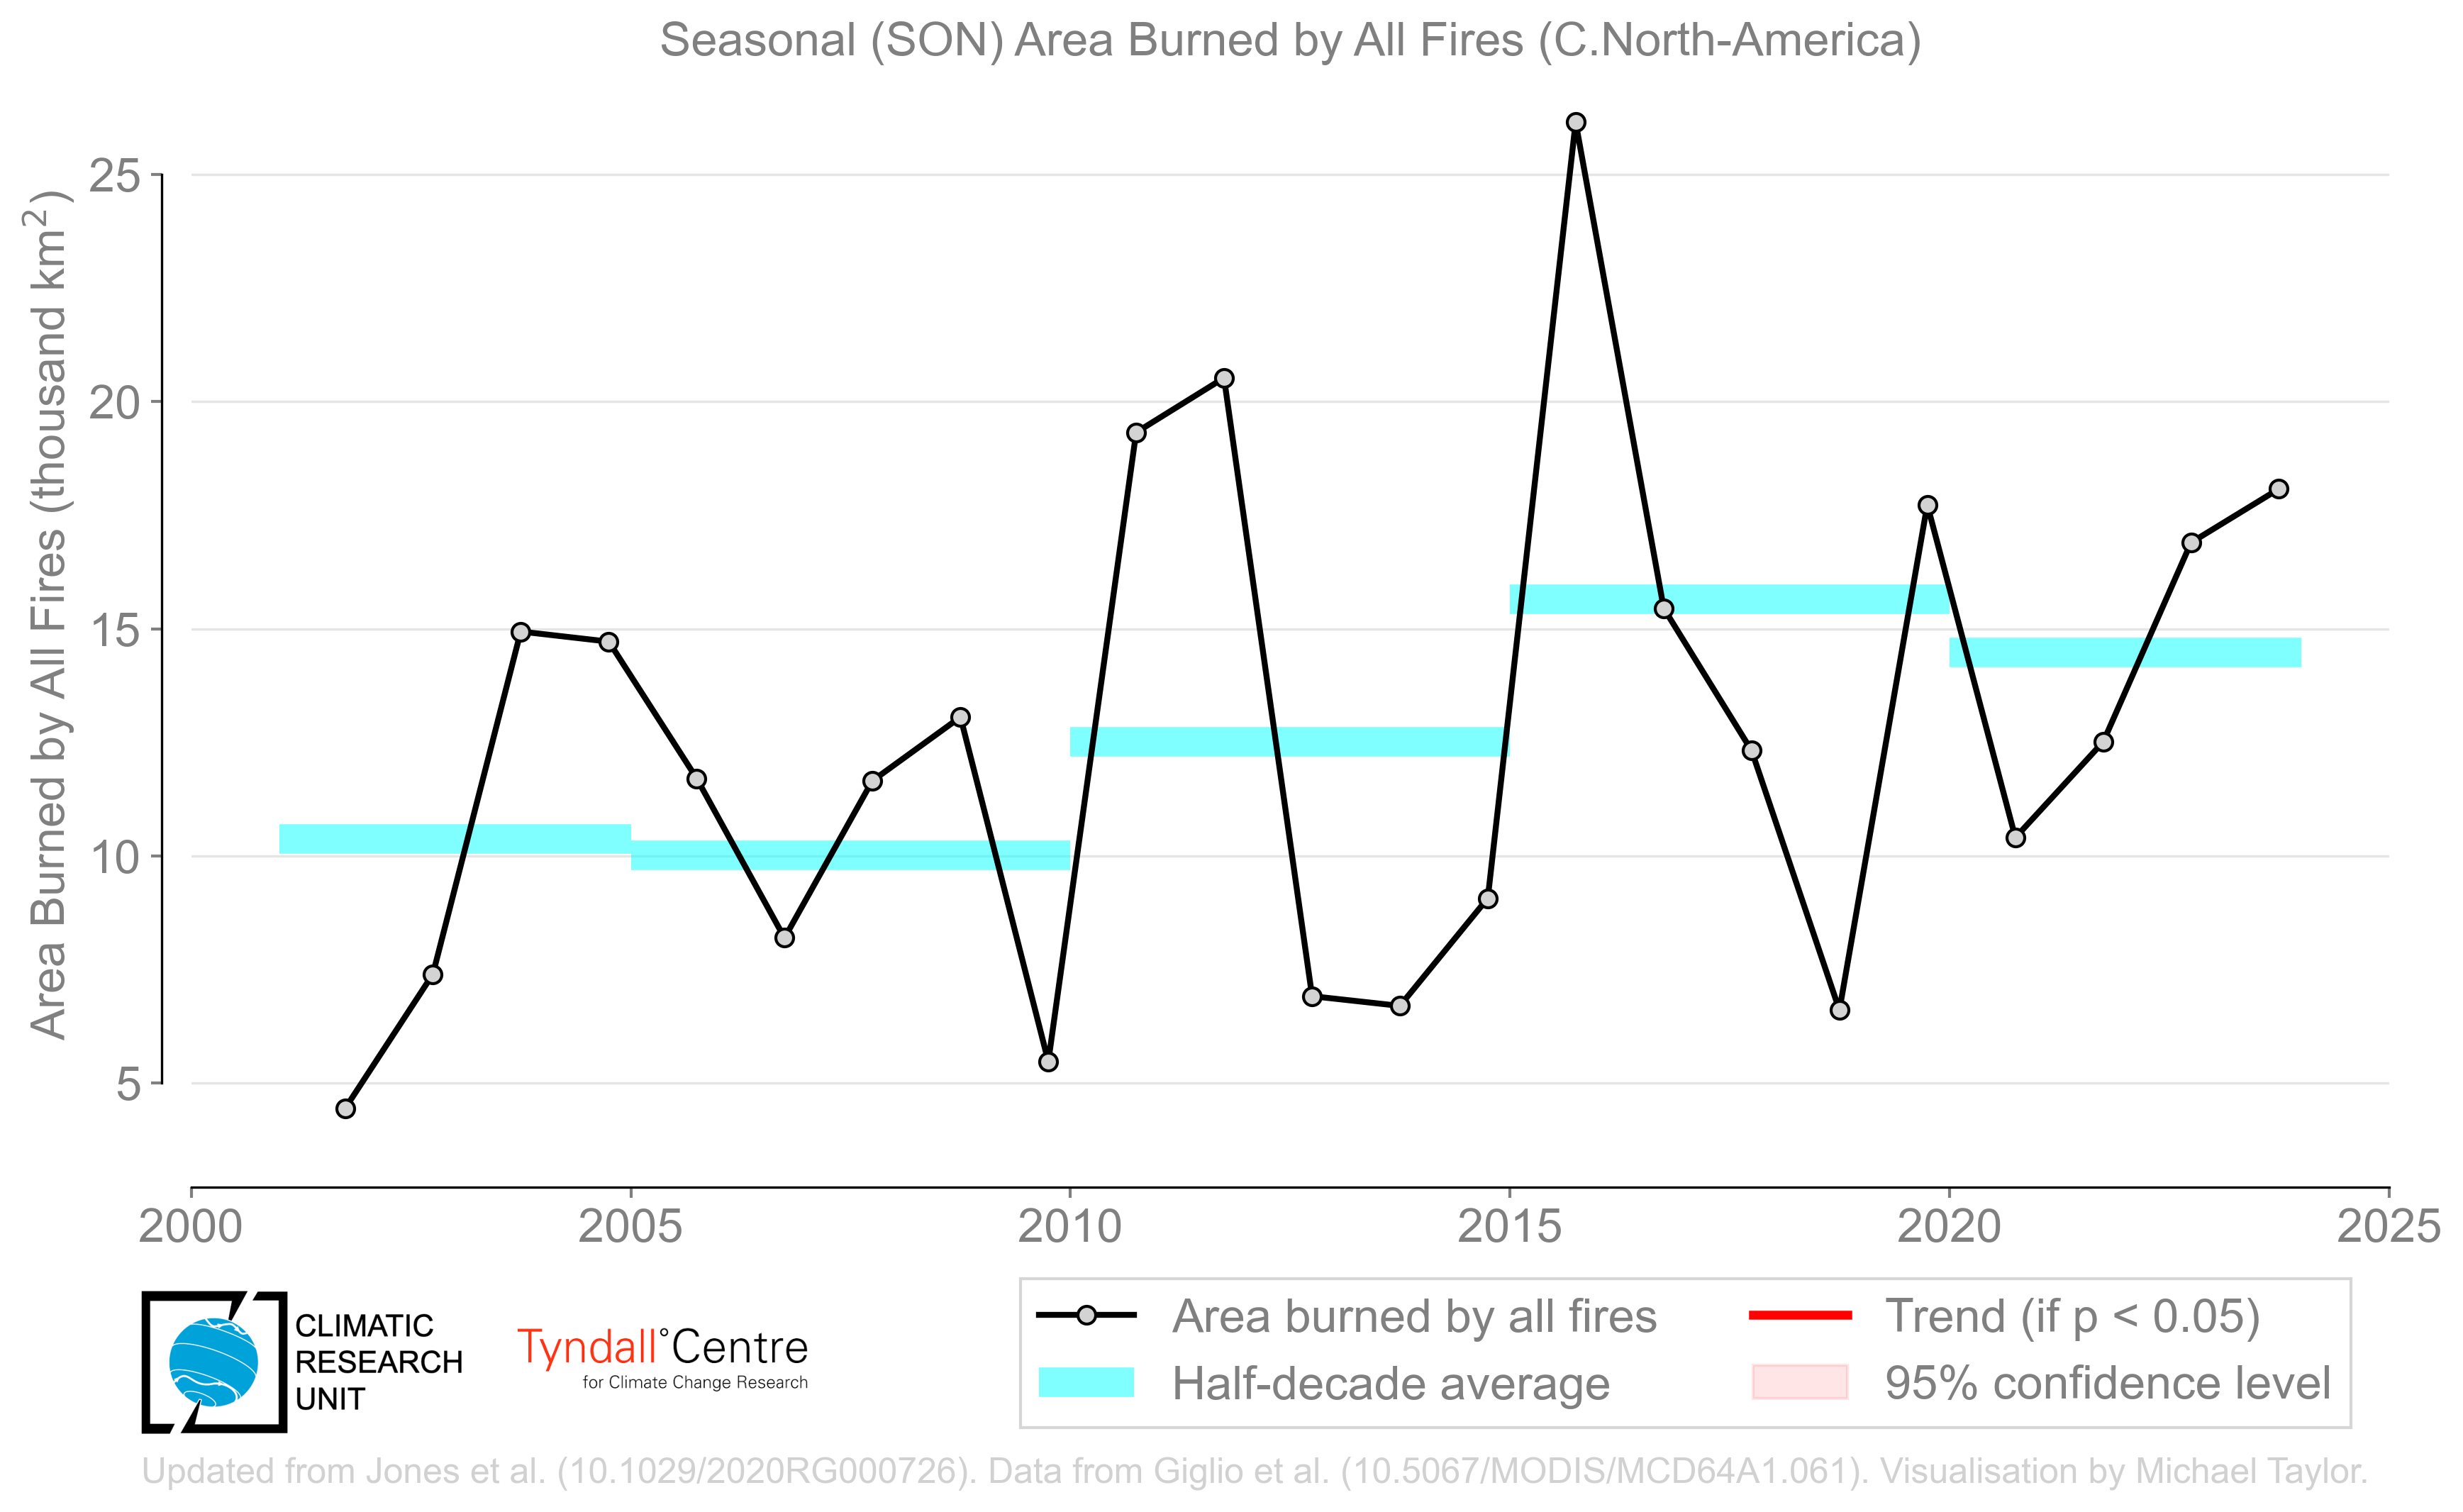 Seasonal (SON) Area Burned by All Fires (C.North-America)
Area Burned by All Fires (thousand km²)
25
20
15
10
5
2000
2005
2010
2015
2020
2025
CLIMATIC
RESEARCH
UNIT
Tyndall°Centre
for Climate Change Research
Area burned by all fires
Half-decade average
Trend (if p < 0.05)
95% confidence level
Updated from Jones et al. (10.1029/2020RG000726). Data from Giglio et al. (10.5067/MODIS/MCD64A1.061). Visualisation by Michael Taylor.